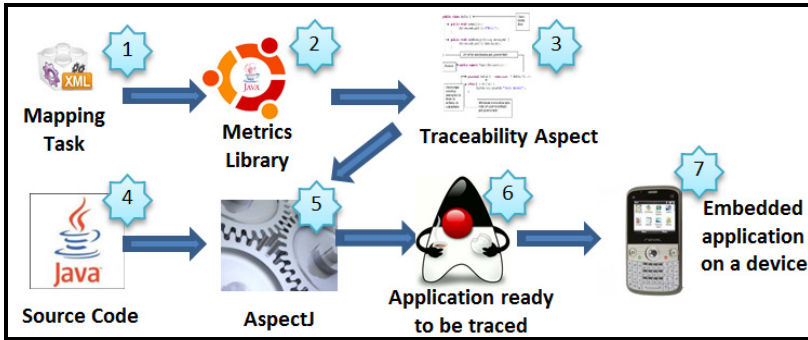 1
XML
Mapping
Task
2
JAVA
Metrics
Library
3
Traceability Aspect
4
Java
Source Code
5
AspectJ
6
Application ready
to be traced
7
Embedded
application
on a device